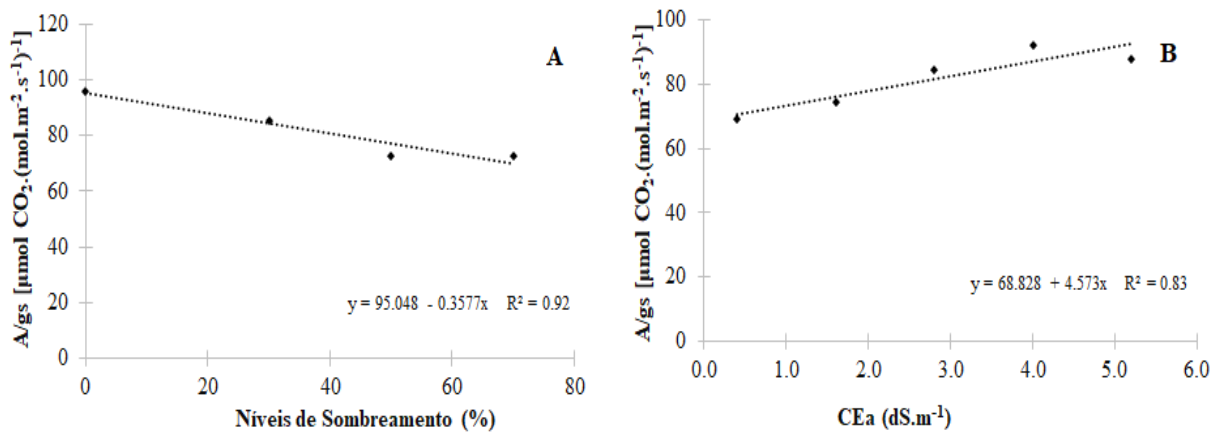 A
A/gs [µmol CO₂.(mol.m⁻².s⁻¹)⁻¹]
120
100
80
60
40
20
0
y = 95.048 - 0.3577x R² = 0.92
0 20 40 60 80
Níveis de Sombreamento (%)
B
A/gs [µmol CO₂.(mol.m⁻².s⁻¹)⁻¹]
100
80
60
40
20
0
y = 68.828 + 4.573x R² = 0.83
0.0 1.0 2.0 3.0 4.0 5.0 6.0
CEa (dS.m⁻¹)